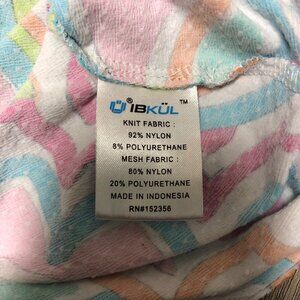 ®IBKÜL™
KNIT FABRIC :
92% NYLON
8% POLYURETHANE
MESH FABRIC :
80% NYLON
20% POLYURETHANE
MADE IN INDONESIA
RN#152356